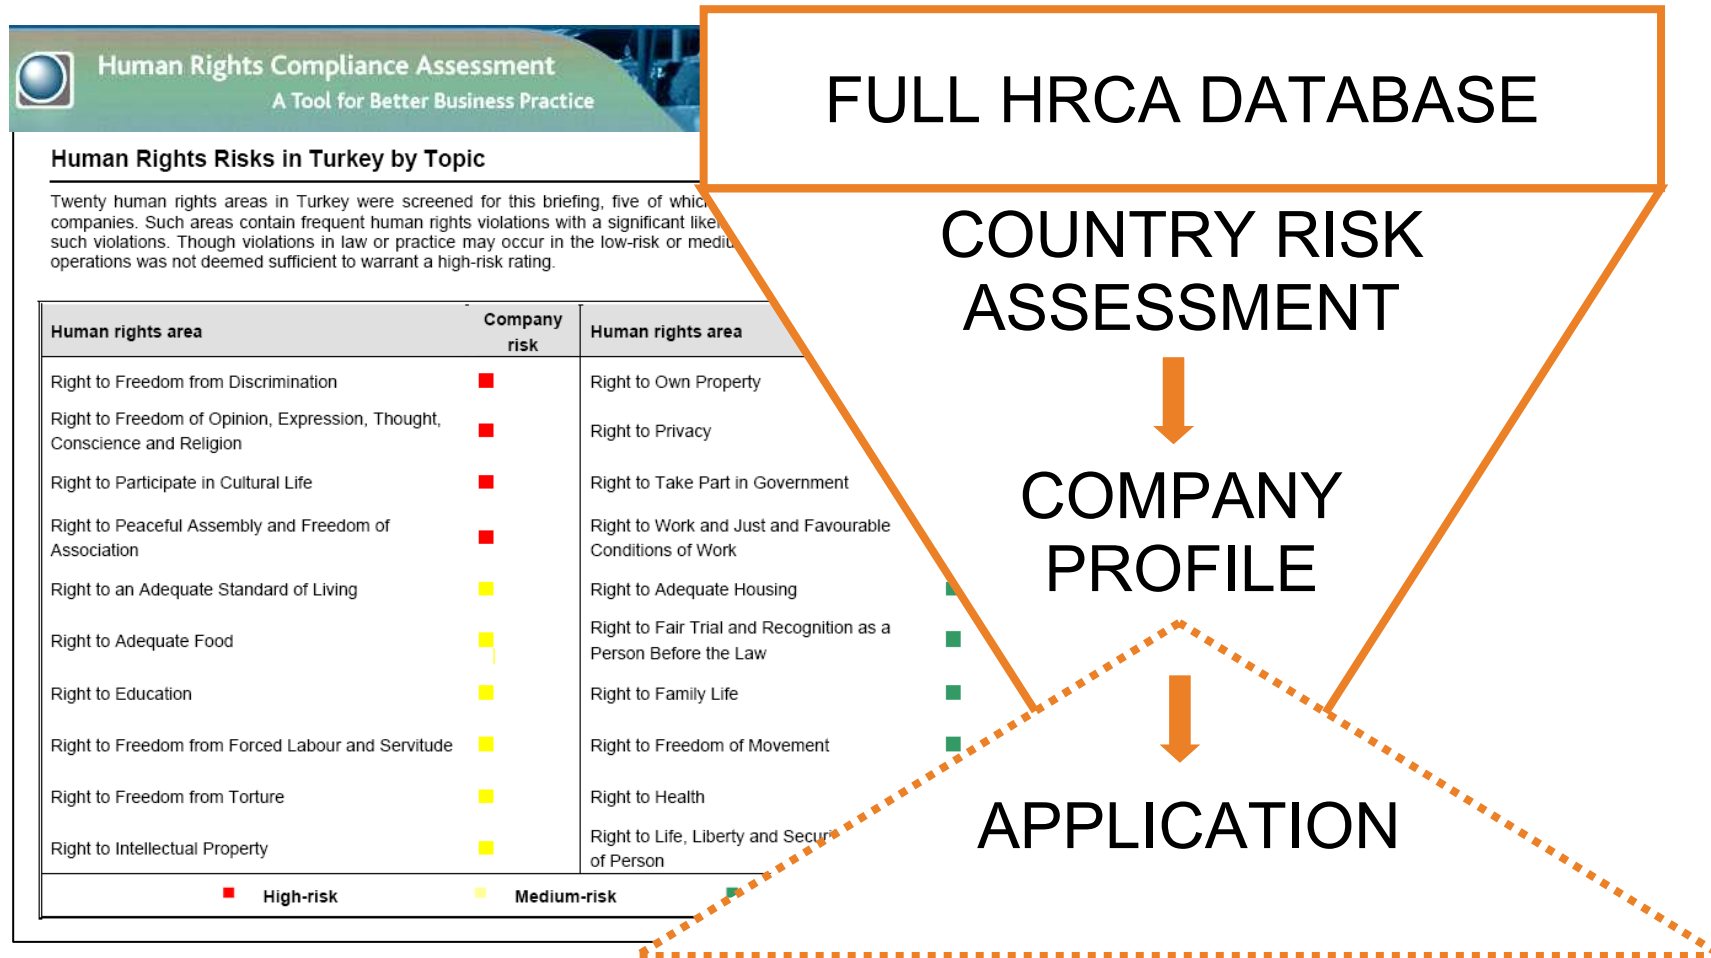 Human Rights Compliance Assessment
A Tool for Better Business Practice
Human Rights Risks in Turkey by Topic
Twenty human rights areas in Turkey were screened for this briefing, five of which
companies. Such areas contain frequent human rights violations with a significant
such violations. Though violations in law or practice may occur in the low-risk or
operations was not deemed sufficient to warrant a high-risk rating.
Human rights area
Company
risk
Human rights area
Right to Freedom from Discrimination
Right to Own Property
Right to Freedom of Opinion, Expression, Thought,
Conscience and Religion
Right to Privacy
Right to Participate in Cultural Life
Right to Take Part in Government
Right to Peaceful Assembly and Freedom of
Association
Right to Work and Just and Favourable
Conditions of Work
Right to an Adequate Standard of Living
Right to Adequate Housing
Right to Adequate Food
Right to Fair Trial and Recognition as a
Person Before the Law
Right to Education
Right to Family Life
Right to Freedom from Forced Labour and Servitude
Right to Freedom of Movement
Right to Freedom from Torture
Right to Health
Right to Intellectual Property
Right to Life, Liberty and
of Person
High-risk
Medium-risk
FULL HRCA DATABASE
COUNTRY RISK
ASSESSMENT
COMPANY
PROFILE
APPLICATION